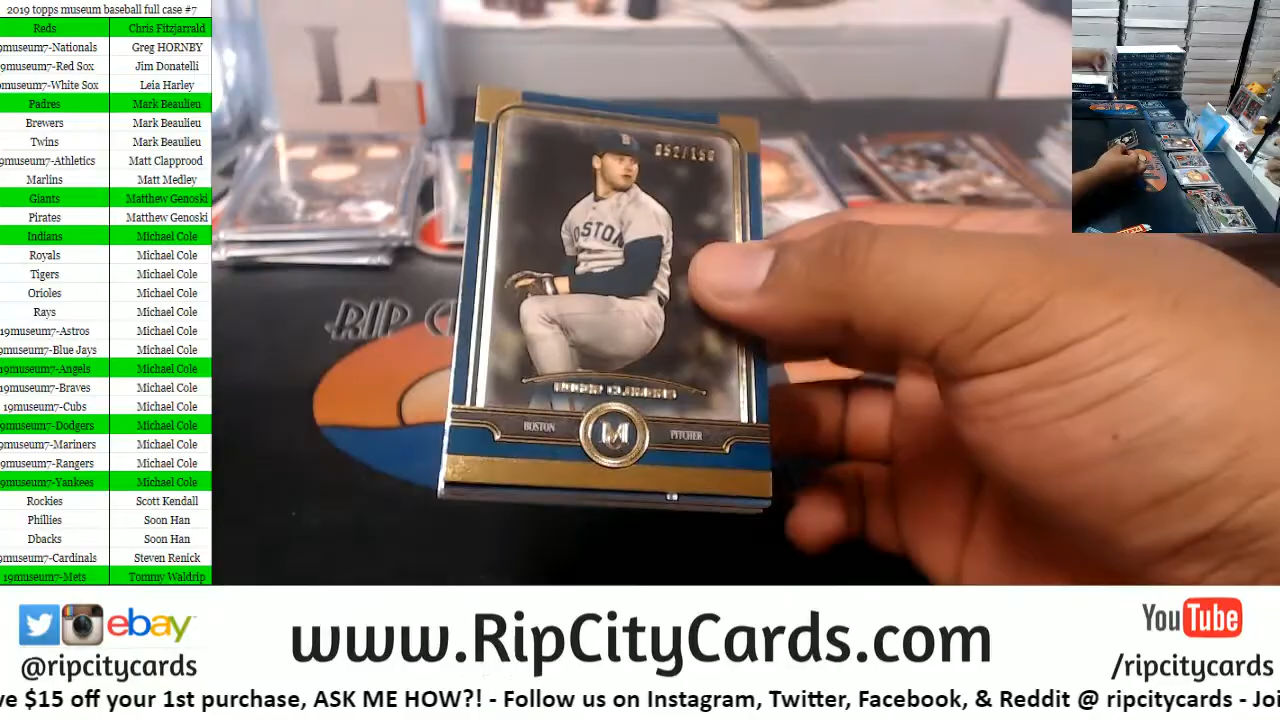 2019 topps museum baseball full case #7
Reds Chris Fitzjarrald
9museum7-Nationals Greg HORNBY
9museum7-Red Sox Jim Donatelli
museum7-White Sox Leia Harley
Padres Mark Beaulieu
Brewers Mark Beaulieu
Twins Mark Beaulieu
9museum7-Athletics Matt Clapprood
Marlins Matt Medley
Giants Matthew Genoski
Pirates Matthew Genoski
Indians Michael Cole
Royals Michael Cole
Tigers Michael Cole
Orioles Michael Cole
Rays Michael Cole
19museum7-Astros Michael Cole
9museum7-Blue Jays Michael Cole
19museum7-Angels Michael Cole
19museum7-Braves Michael Cole
19museum7-Cubs Michael Cole
19museum7-Dodgers Michael Cole
9museum7-Mariners Michael Cole
9museum7-Rangers Michael Cole
9museum7-Yankees Michael Cole
Rockies Scott Kendall
Phillies Soon Han
Dbacks Soon Han
9museum7-Cardinals Steven Renick
19museum7-Mets Tommy Waldrip
B
052/150
BOSTON
ROGER CLEMENS
BOSTON M PITCHER
RIP C
ebay
@ripcitycards
www.RipCityCards.com
YouTube
/ripcitycards
ve $15 off your 1st purchase, ASK ME HOW?! - Follow us on Instagram, Twitter, Facebook, & Reddit @ ripcitycards - Joi